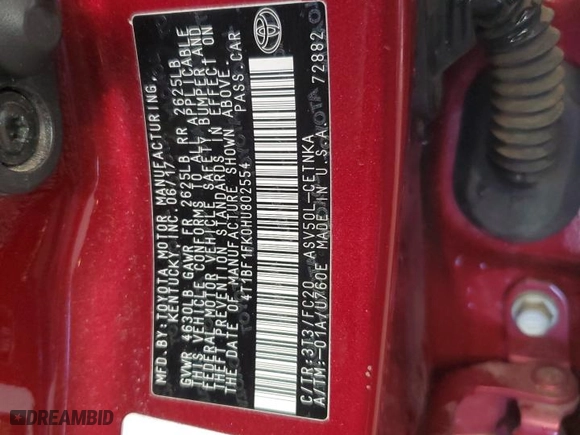 MFD.BY:TOYOTA MOTOR MANUFACTURING,
KENTUCKY, INC. 06/17
GVWR 4630LB GAWR FR 2625LB RR 2625LB
THIS VEHICLE CONFORMS TO ALL APPLICABLE
FEDERAL MOTOR VEHICLE SAFETY BUMPER, AND
THEFT PREVENTION STANDARDS IN EFFECT ON
THE DATE OF MANUFACTURE SHOWN ABOVE.
4T1BF1FK0HU802554 PASS.CAR
TOYOTA
C/TR:3T3/FC20 ASV50L-CETNKA
A/TM:-01A/U760E MADE IN U.S.A. 72882
DREAMBID